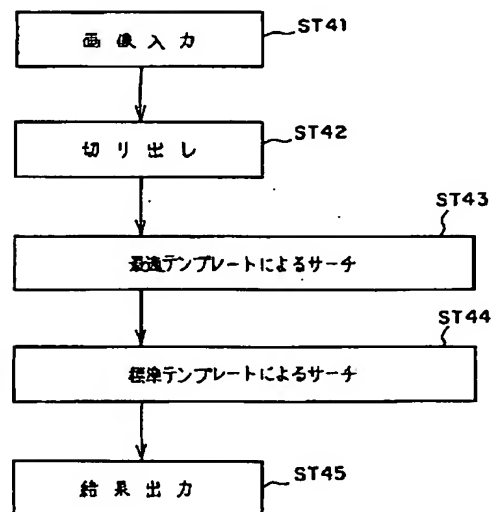 画像入力
ST41
切り出し
ST42
ST43
最適テンプレートによるサーチ
ST44
標準テンプレートによるサーチ
結果出力
ST45